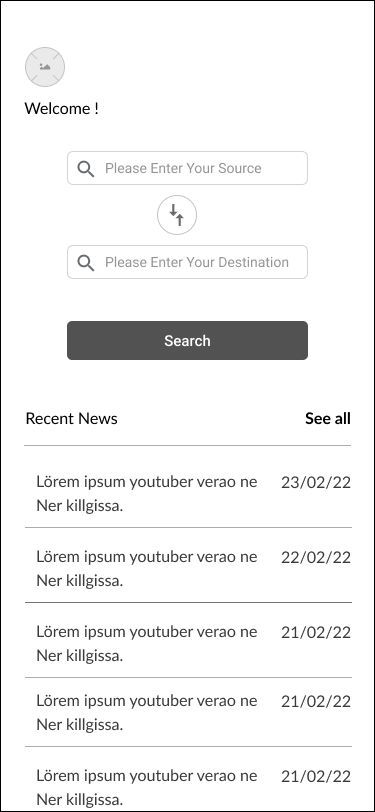 Welcome !
Please Enter Your Source
Please Enter Your Destination
Search
Recent News See all
Lörem ipsum youtuber verao ne 23/02/22
Ner killgissa.
Lörem ipsum youtuber verao ne 22/02/22
Ner killgissa.
Lörem ipsum youtuber verao ne 21/02/22
Ner killgissa.
Lörem ipsum youtuber verao ne 21/02/22
Ner killgissa.
Lörem ipsum youtuber verao ne 21/02/22
Ner killgissa.